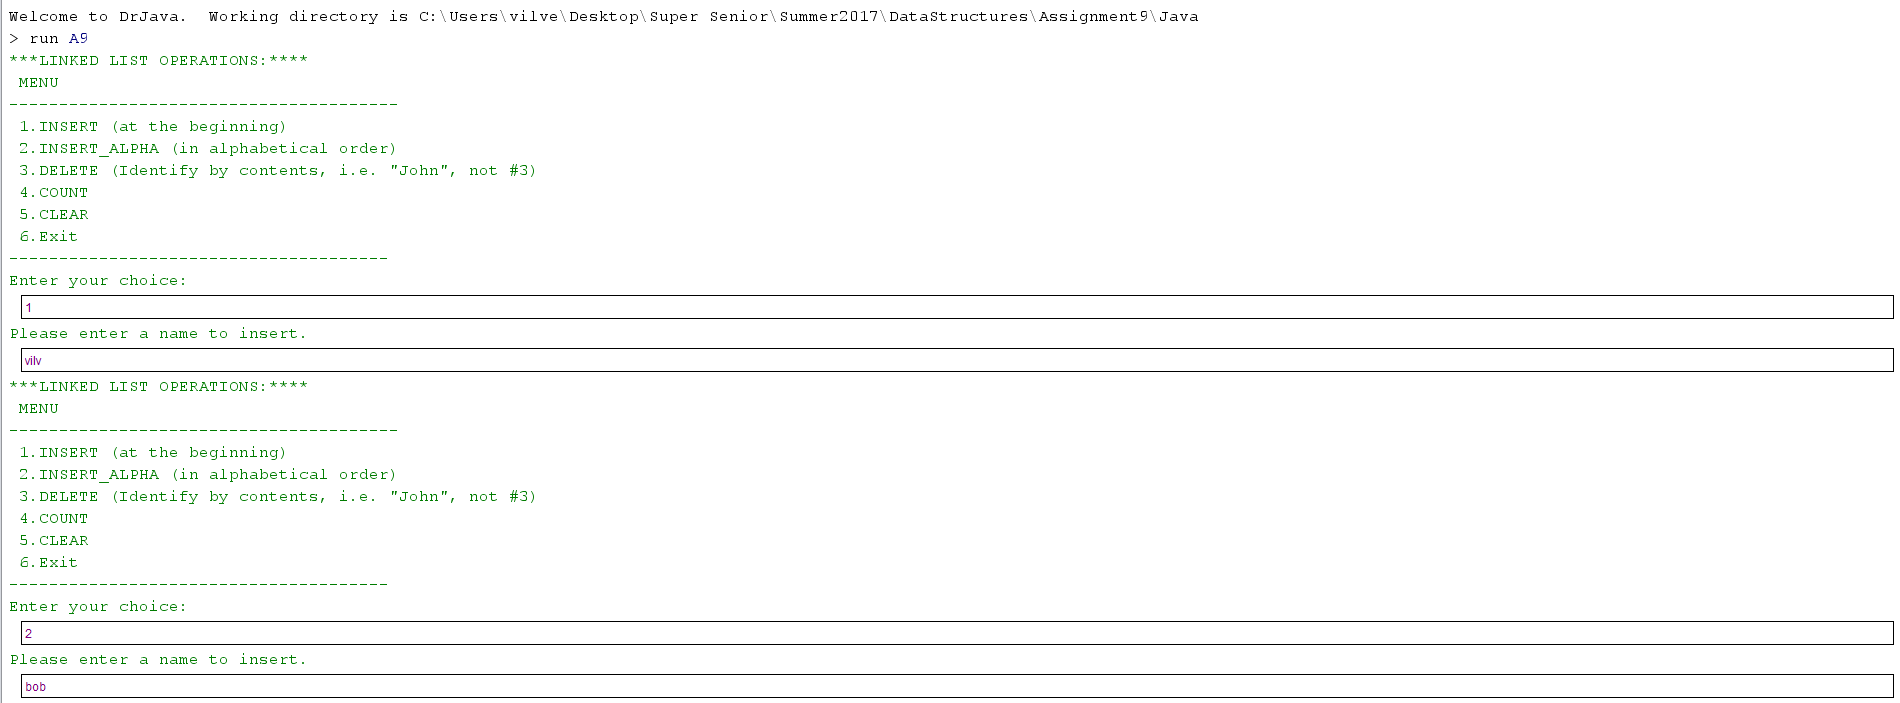 Welcome to DrJava.  Working directory is C:\Users\vilve\Desktop\Super Senior\Summer2017\DataStructures\Assignment9\Java
> run A9
***LINKED LIST OPERATIONS:****
 MENU
---------------------------------------
 1.INSERT (at the beginning)
 2.INSERT_ALPHA (in alphabetical order)
 3.DELETE (Identify by contents, i.e. "John", not #3)
 4.COUNT
 5.CLEAR
 6.Exit
--------------------------------------
Enter your choice:
1
Please enter a name to insert.
vilv
***LINKED LIST OPERATIONS:****
 MENU
---------------------------------------
 1.INSERT (at the beginning)
 2.INSERT_ALPHA (in alphabetical order)
 3.DELETE (Identify by contents, i.e. "John", not #3)
 4.COUNT
 5.CLEAR
 6.Exit
--------------------------------------
Enter your choice:
2
Please enter a name to insert.
bob